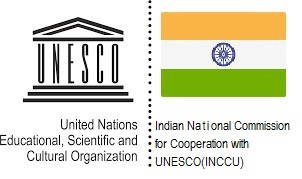 UNESCO
United Nations
Educational, Scientific and
Cultural Organization
Indian National Commission
for Cooperation with
UNESCO(INCCU)